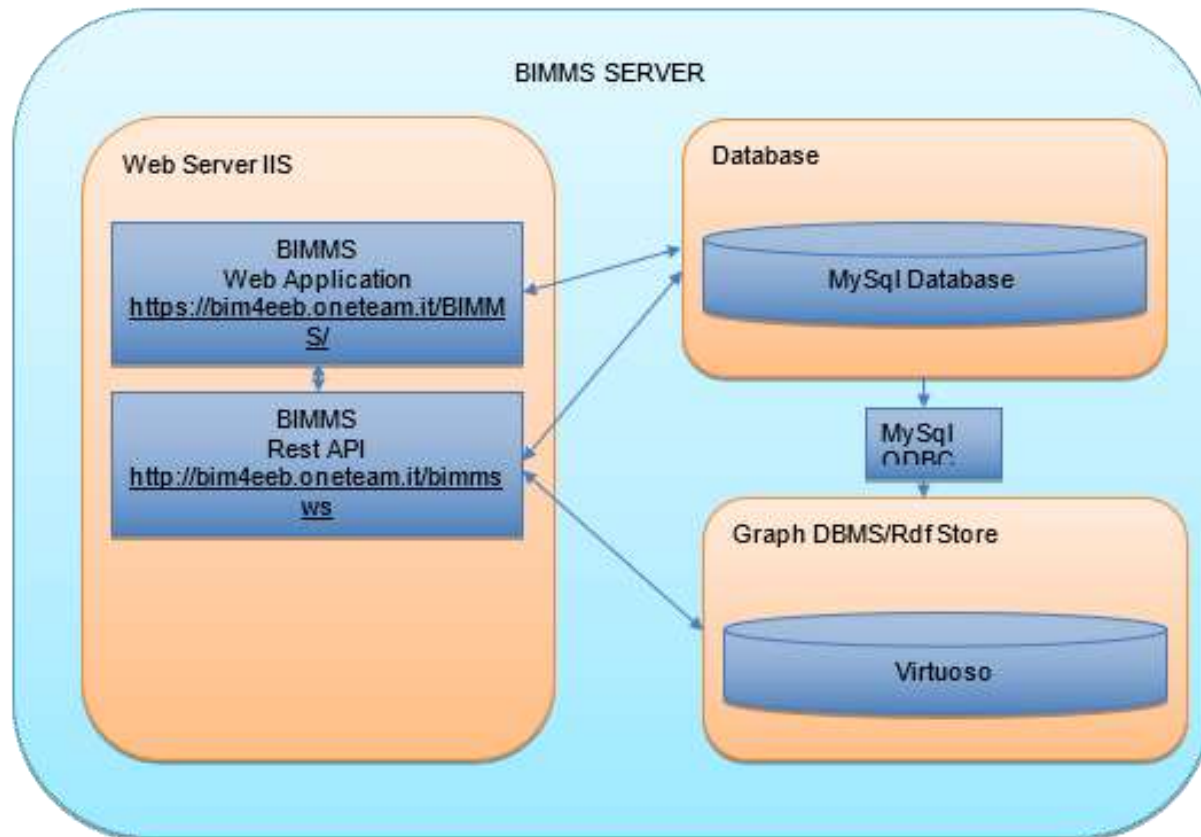 BIMMS SERVER
Web Server IIS
BIMMS
Web Application
https://bim4eeb.oneteam.it/BIMM
S/
BIMMS
Rest API
http://bim4eeb.oneteam.it/bimms
ws
Database
MySql Database
MySql
ODBC
Graph DBMS/Rdf Store
Virtuoso